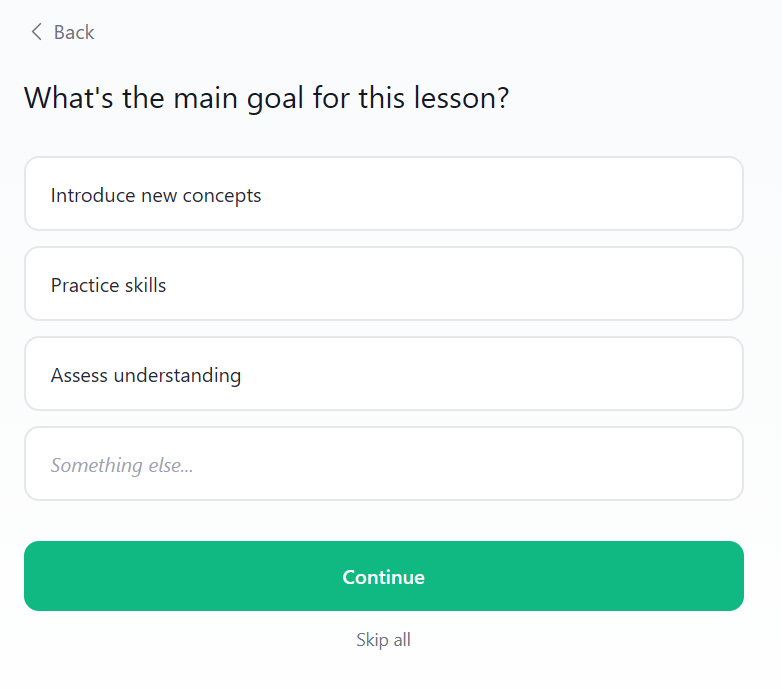 Back
What's the main goal for this lesson?
Introduce new concepts
Practice skills
Assess understanding
Something else...
Continue
Skip all